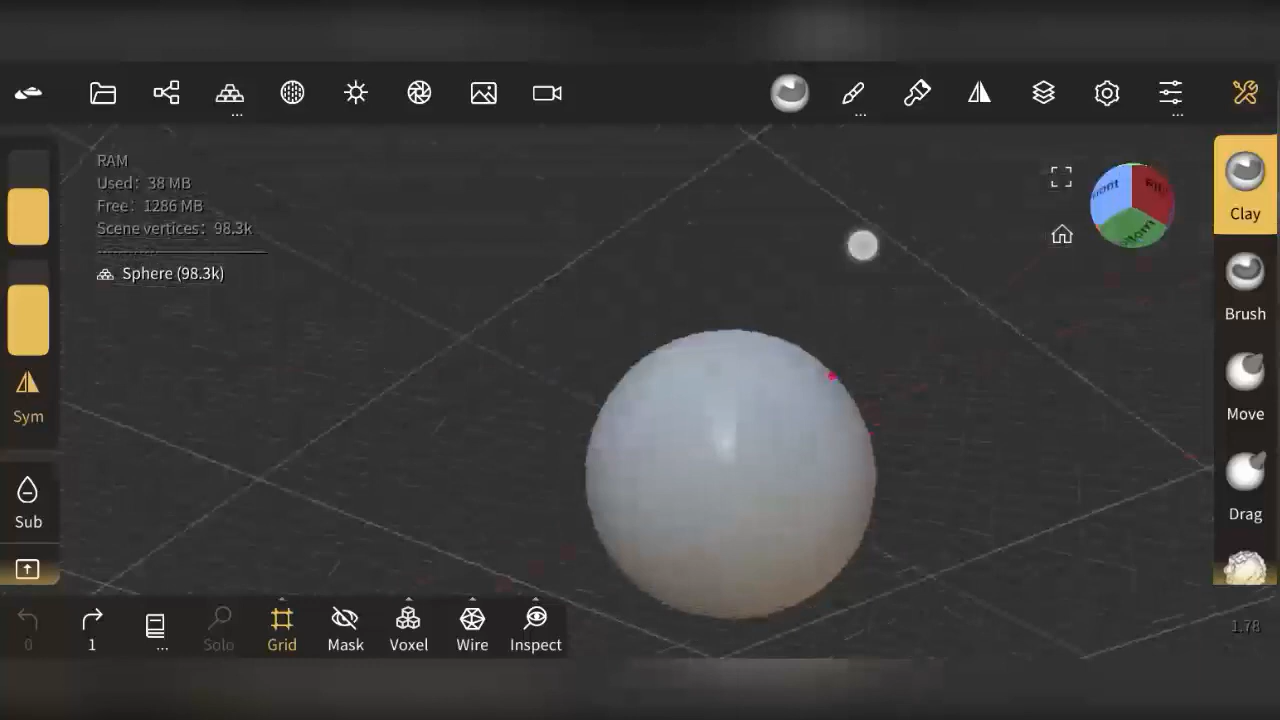 RAM
Used: 38 MB
Free: 1286 MB
Scene vertices: 98.3k
Sphere (98.3k)
Clay
Brush
Move
Drag
Sym
Sub
0
1
Solo
Grid
Mask
Voxel
Wire
Inspect
1.78